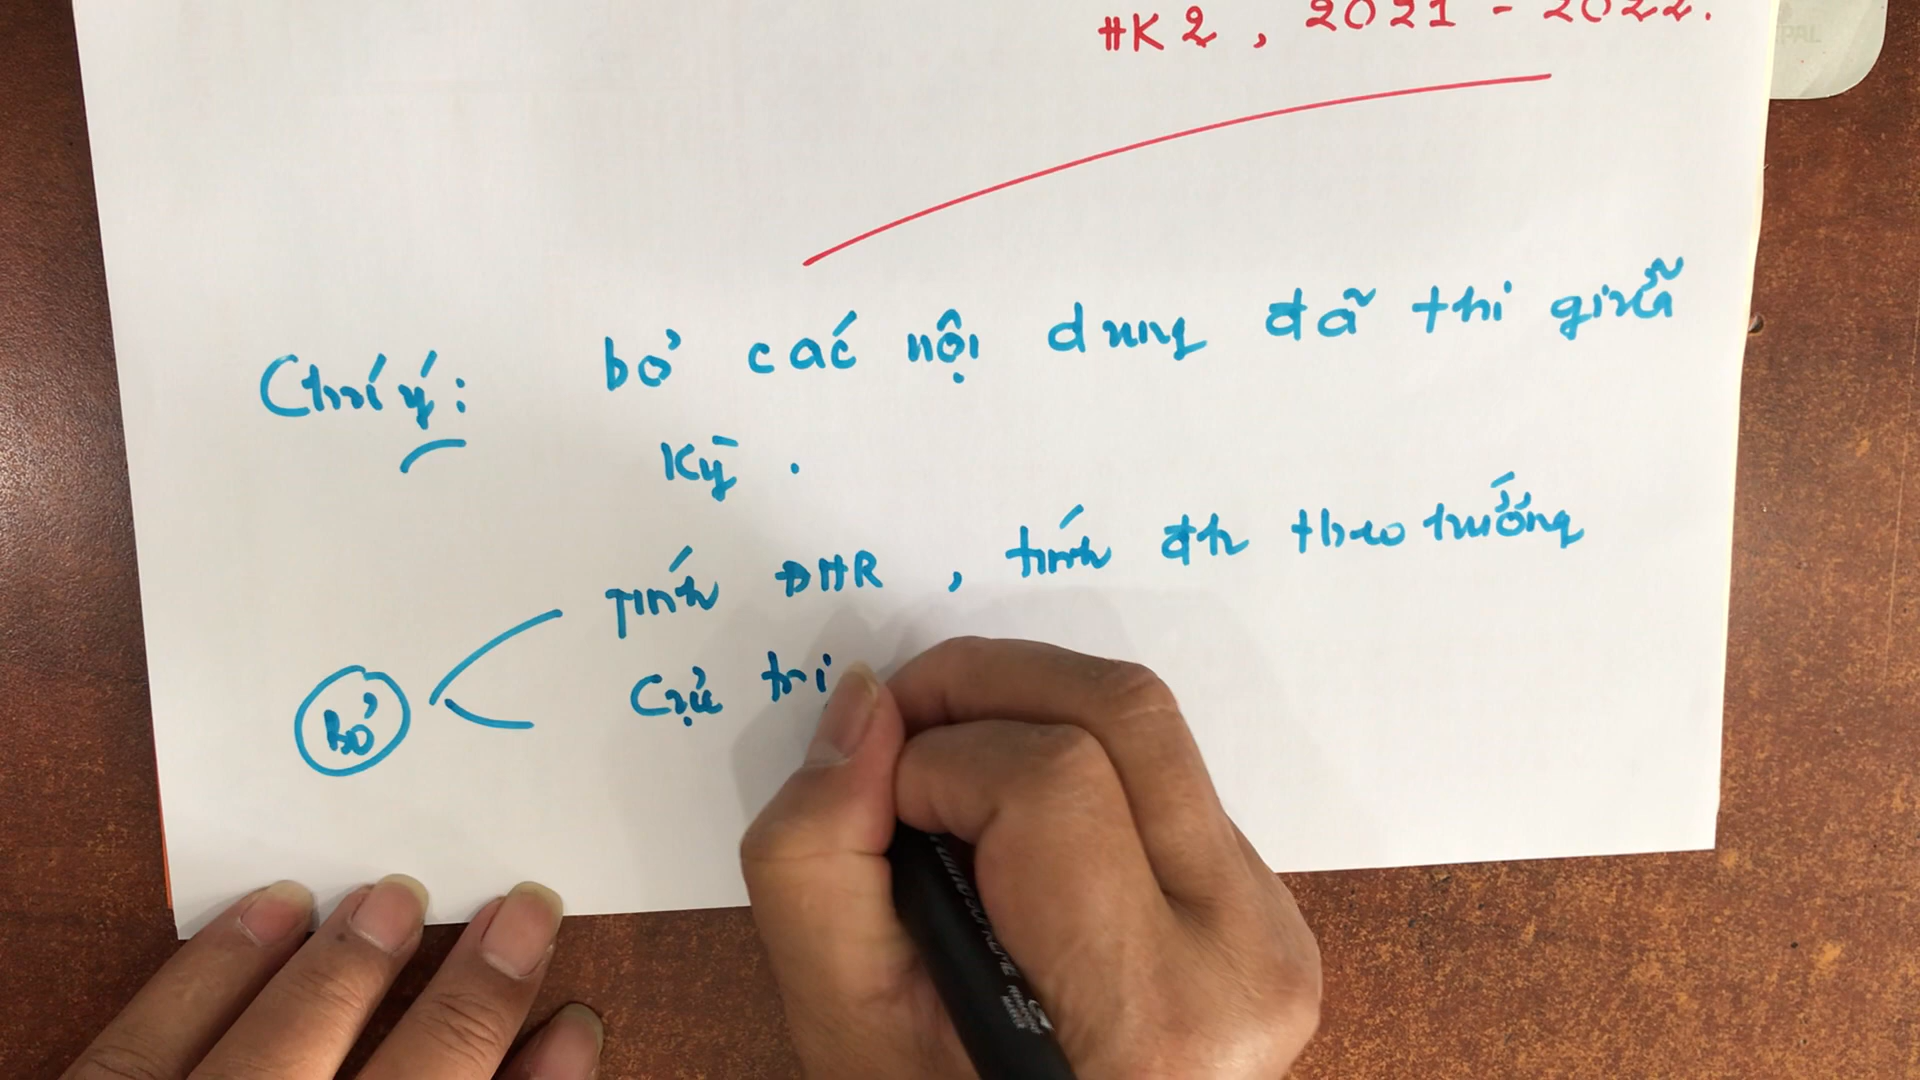 HK2, 2021 - 2022.
Chú ý: bỏ các nội dung đã thi giữa
Kỳ.
Tính ĐHR, tính đh theo hướng
Bỏ
Cực trị